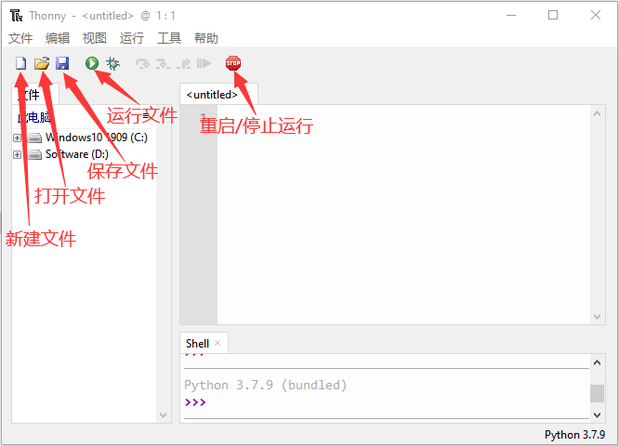 Thonny - <untitled> @ 1:1
文件 编辑 视图 运行 工具 帮助
STOP
文件
<untitled>
此电脑
运行文件
重启/停止运行
1
Windows10 1909 (C:)
Software (D:)
保存文件
打开文件
新建文件
Shell ×
>>>
Python 3.7.9 (bundled)
>>>
Python 3.7.9